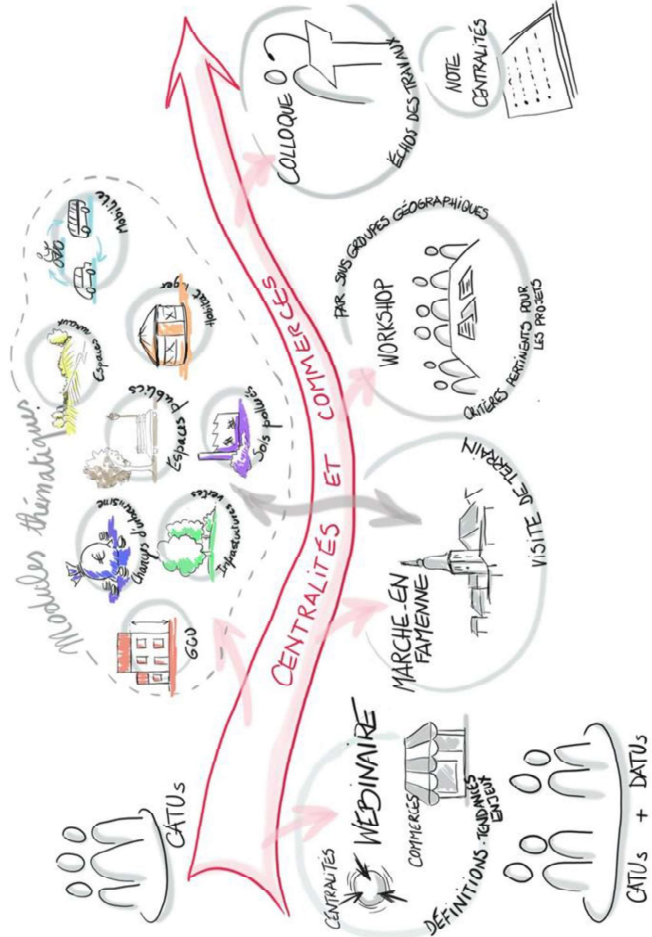 CATUs
Modules thématiques
GCU
Charges d'urbanisme
Infrastructures vertes
Espaces publics
Sols pollués
Espaces ruraux
Habitat léger
Mobilité
CENTRALITÉS ET COMMERCES
CENTRALITÉS
WEBINAIRE
COMMERCES
DÉFINITIONS - TENDANCES
ENJEUX
CATUs + DATUs
MARCHE-EN
FAMENNE
VISITE DE TERRAIN
PAR SOUS GROUPES GÉOGRAPHIQUES
WORKSHOP
CRITÈRES PERTINENTS POUR
LES PROJETS
COLLOQUE
ÉCHOS DES TRAVAUX
NOTE
CENTRALITÉS